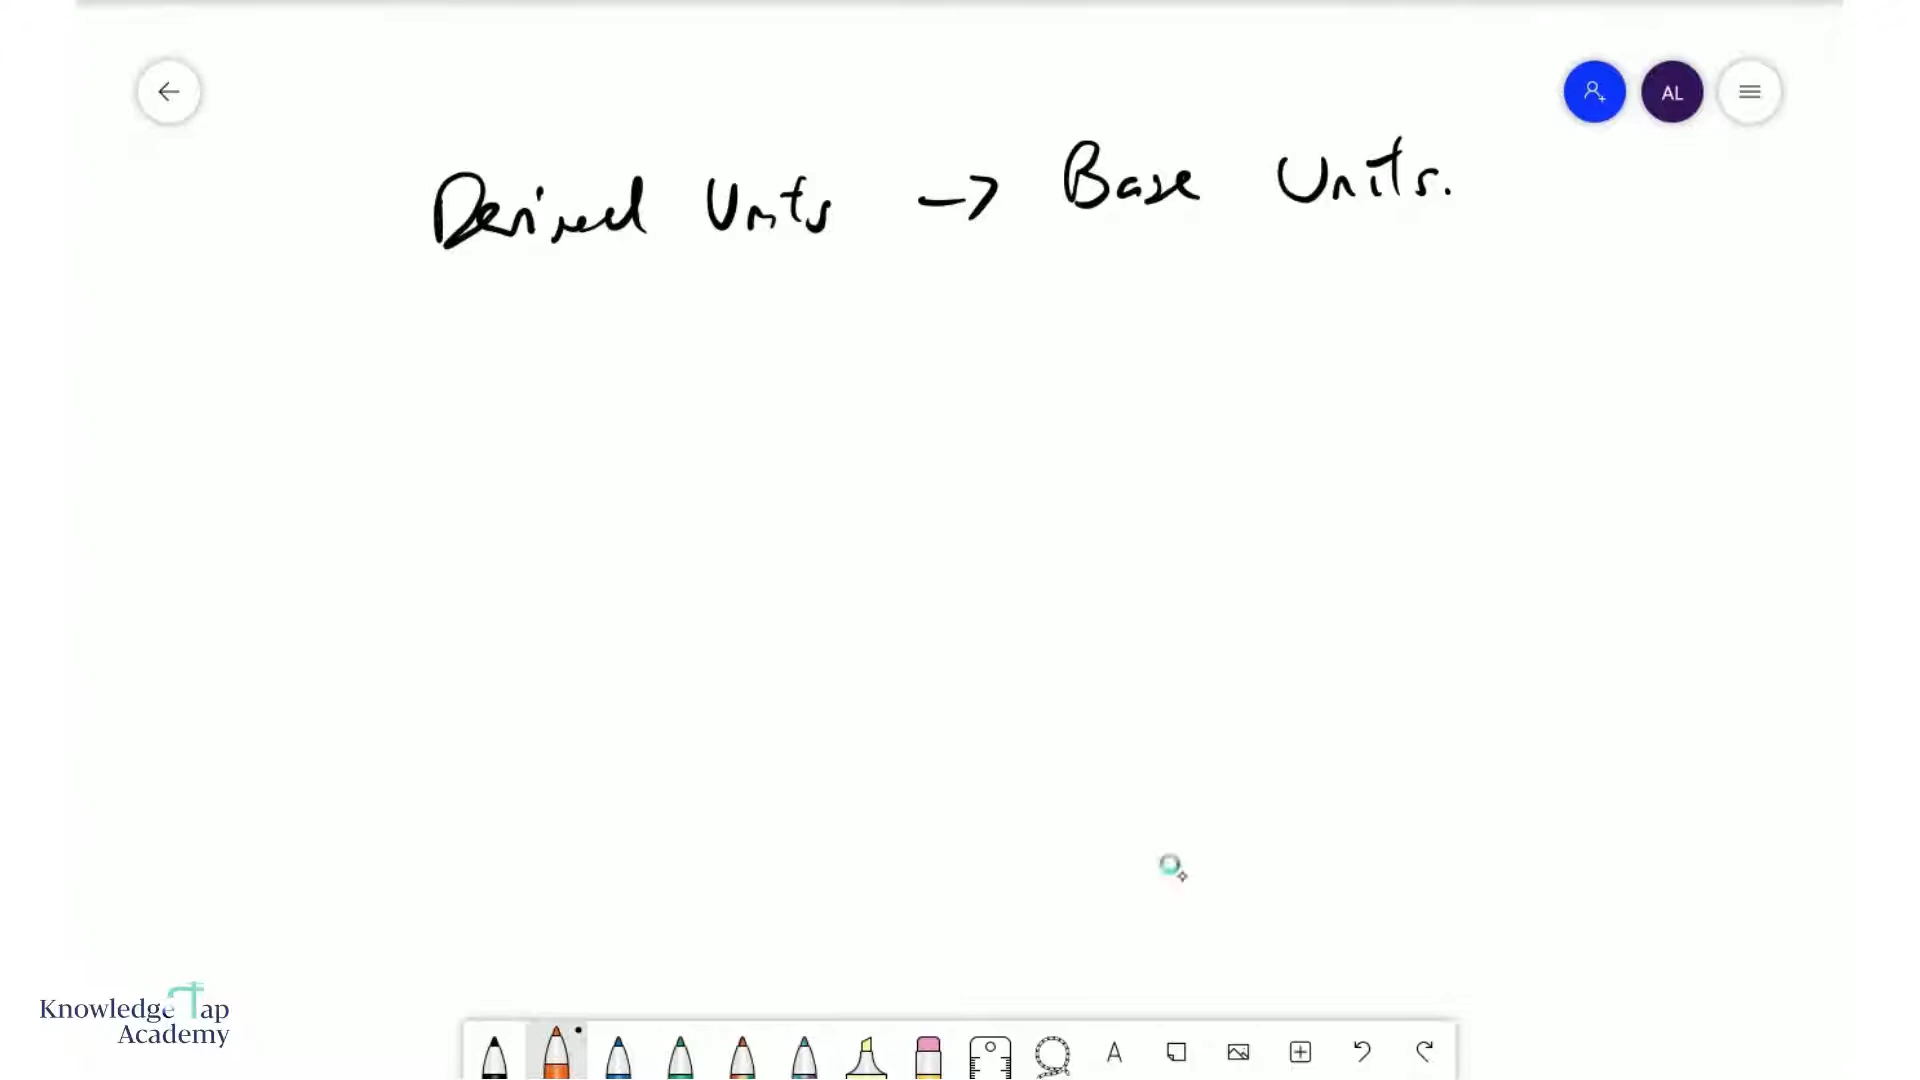 AL
Derived Units → Base Units.
Knowledge Tap
Academy
A